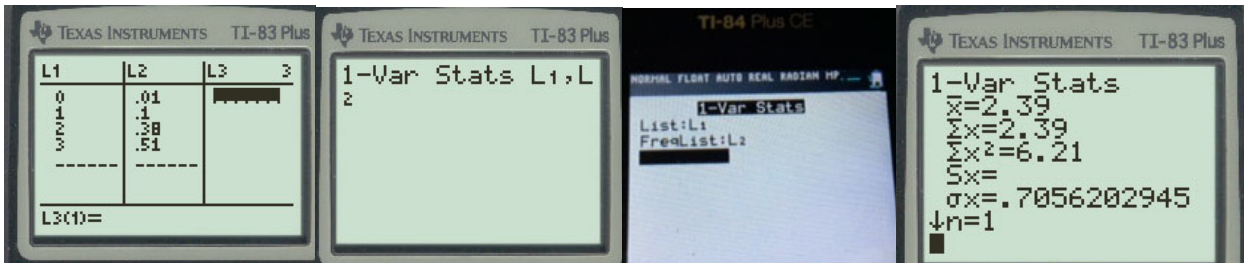 TEXAS INSTRUMENTS TI-83 Plus
L1 L2 L3 3
0 .01
1 .1
2 .38
3 .51
L3(1)=
TEXAS INSTRUMENTS TI-83 Plus
1-Var Stats L1,L
2
TI-84 Plus CE
NORMAL FLOAT AUTO REAL RADIAN MP
1-Var Stats
List:L1
FreqList:L2
TEXAS INSTRUMENTS TI-83 Plus
1-Var Stats
x̄=2.39
Σx=2.39
Σx²=6.21
Sx=
σx=.7056202945
↓n=1